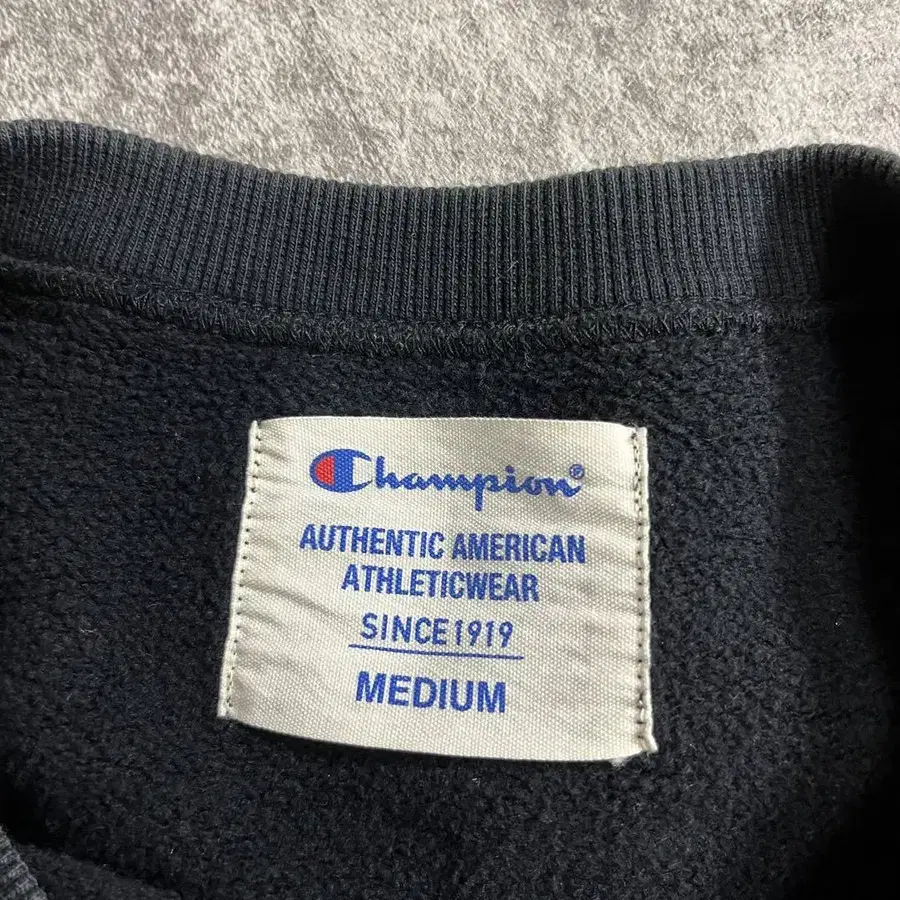 Champion®
AUTHENTIC AMERICAN
ATHLETICWEAR
SINCE 1919
MEDIUM